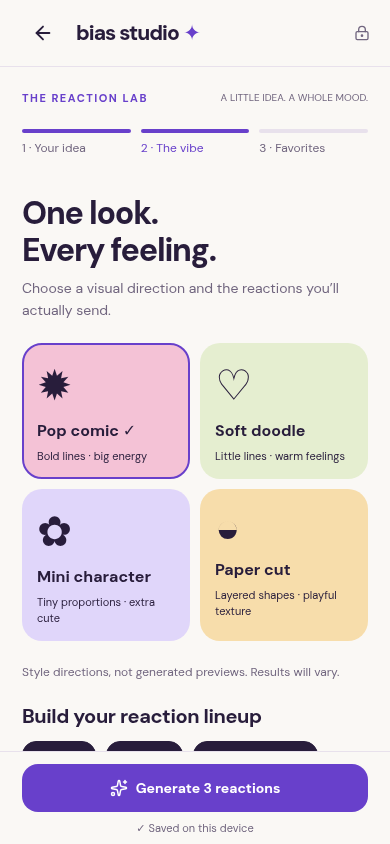 bias studio
THE REACTION LAB
A LITTLE IDEA. A WHOLE MOOD.
1 · Your idea
2 · The vibe
3 · Favorites
One look.
Every feeling.
Choose a visual direction and the reactions you’ll
actually send.
Pop comic ✓
Bold lines · big energy
Soft doodle
Little lines · warm feelings
Mini character
Tiny proportions · extra
cute
Paper cut
Layered shapes · playful
texture
Style directions, not generated previews. Results will vary.
Build your reaction lineup
Generate 3 reactions
✓ Saved on this device